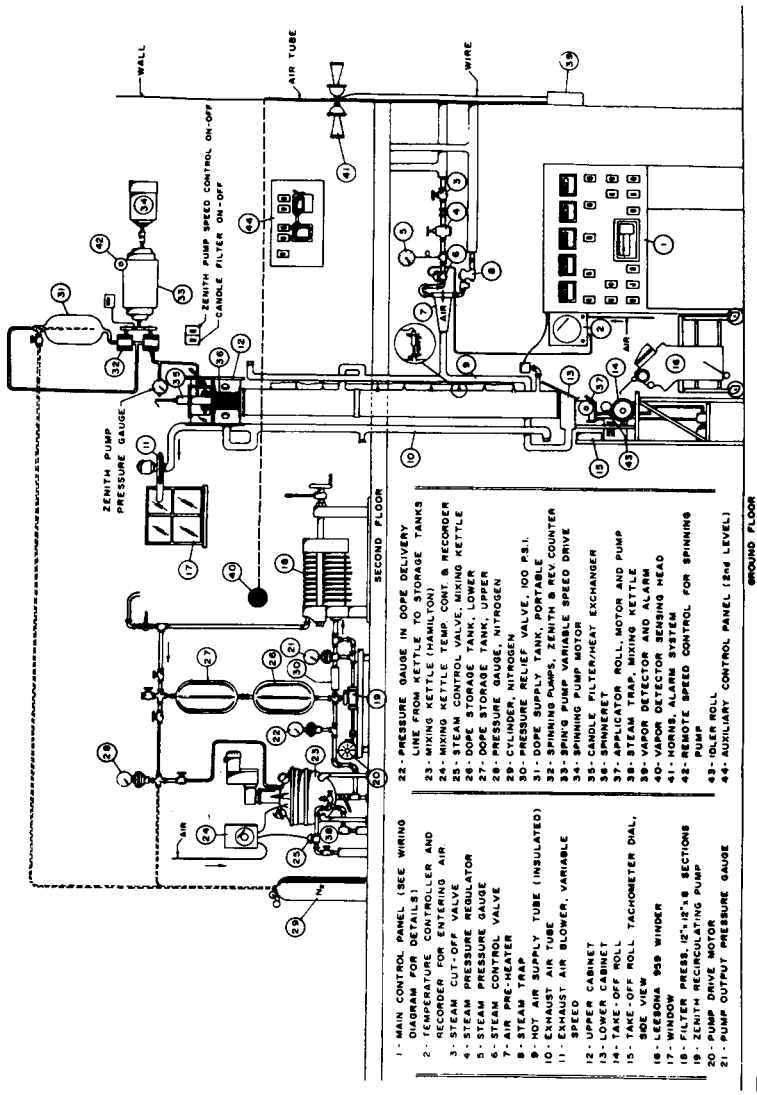 WALL
AIR TUBE
WIRE
ZENITH PUMP SPEED CONTROL ON-OFF
CANDLE FILTER ON-OFF
ZENITH PUMP
PRESSURE GAUGE
AIR
N₂
AIR
AIR
SECOND FLOOR
GROUND FLOOR
1 - MAIN CONTROL PANEL (SEE WIRING
DIAGRAM FOR DETAILS)
2 - TEMPERATURE CONTROLLER AND
RECORDER FOR ENTERING AIR.
3 - STEAM CUT-OFF VALVE
4 - STEAM PRESSURE REGULATOR
5 - STEAM PRESSURE GAUGE
6 - STEAM CONTROL VALVE
7 - AIR PRE-HEATER
8 - STEAM TRAP
9 - HOT AIR SUPPLY TUBE (INSULATED)
10 - EXHAUST AIR TUBE
11 - EXHAUST AIR BLOWER, VARIABLE
SPEED
12 - UPPER CABINET
13 - LOWER CABINET
14 - TAKE-OFF ROLL
15 - TAKE-OFF ROLL TACHOMETER DIAL,
SIDE VIEW
16 - LEESONA 959 WINDER
17 - WINDOW
18 - FILTER PRESS, 12"x 12"x 8 SECTIONS
19 - ZENITH RECIRCULATING PUMP
20 - PUMP DRIVE MOTOR
21 - PUMP OUTPUT PRESSURE GAUGE
22 - PRESSURE GAUGE IN DOPE DELIVERY
LINE FROM KETTLE TO STORAGE TANKS
23 - MIXING KETTLE (HAMILTON)
24 - MIXING KETTLE TEMP. CONT. & RECORDER
25 - STEAM CONTROL VALVE, MIXING KETTLE
26 - DOPE STORAGE TANK, LOWER
27 - DOPE STORAGE TANK, UPPER
28 - PRESSURE GAUGE, NITROGEN
29 - CYLINDER, NITROGEN
30 - PRESSURE RELIEF VALVE, 100 P.S.I.
31 - DOPE SUPPLY TANK, PORTABLE
32 - SPINNING PUMPS, ZENITH & REV. COUNTER
33 - SPIN'G PUMP VARIABLE SPEED DRIVE
34 - SPINNING PUMP MOTOR
35 - CANDLE FILTER/HEAT EXCHANGER
36 - SPINNERET
37 - APPLICATOR ROLL, MOTOR AND PUMP
38 - STEAM TRAP, MIXING KETTLE
39 - VAPOR DETECTOR AND ALARM
40 - VAPOR DETECTOR SENSING HEAD
41 - HORNS, ALARM SYSTEM
42 - REMOTE SPEED CONTROL FOR SPINNING
PUMP
43 - IDLER ROLL
44 - AUXILIARY CONTROL PANEL (2nd LEVEL)